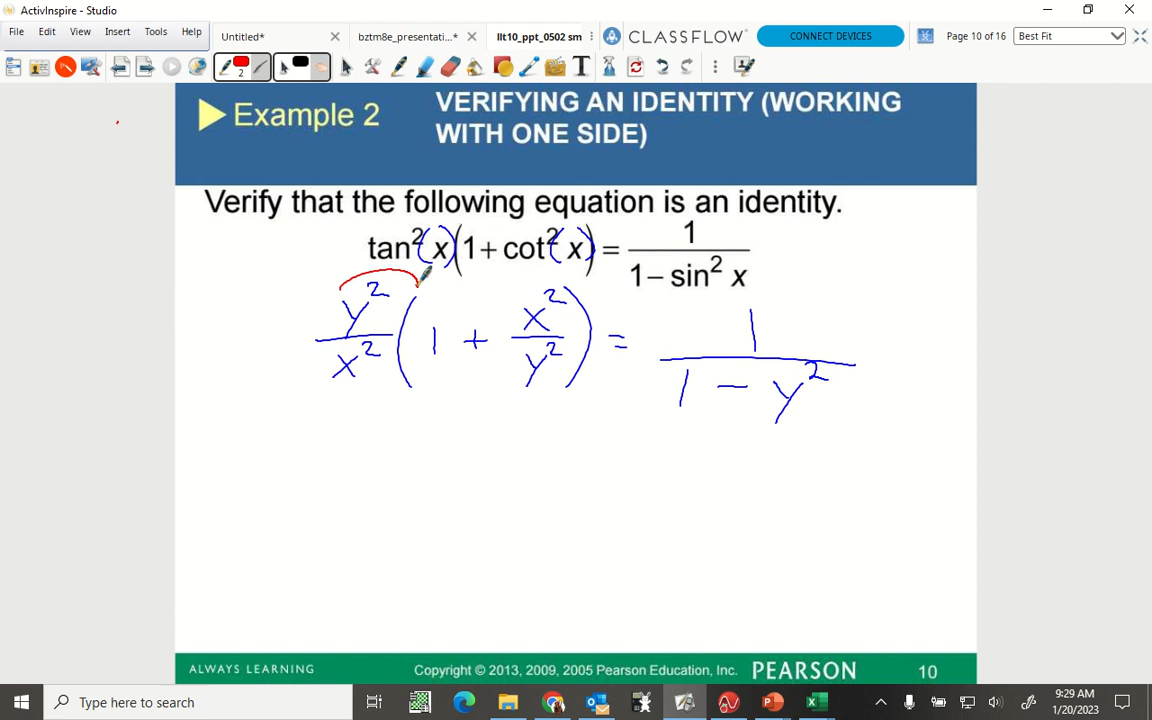 ActivInspire - Studio
File Edit View Insert Tools Help
Untitled* bztm8e_presentati...* llt10_ppt_0502 sm CLASSFLOW CONNECT DEVICES Page 10 of 16 Best Fit
2 T
Example 2 VERIFYING AN IDENTITY (WORKING
WITH ONE SIDE)
Verify that the following equation is an identity.
tan² (x)(1 + cot² (x)) = 1 / (1 − sin² x)
y²/x² (1 + x²/y²) = 1 / (1 − y²)
ALWAYS LEARNING Copyright © 2013, 2009, 2005 Pearson Education, Inc. PEARSON 10
Type here to search
9:29 AM
1/20/2023